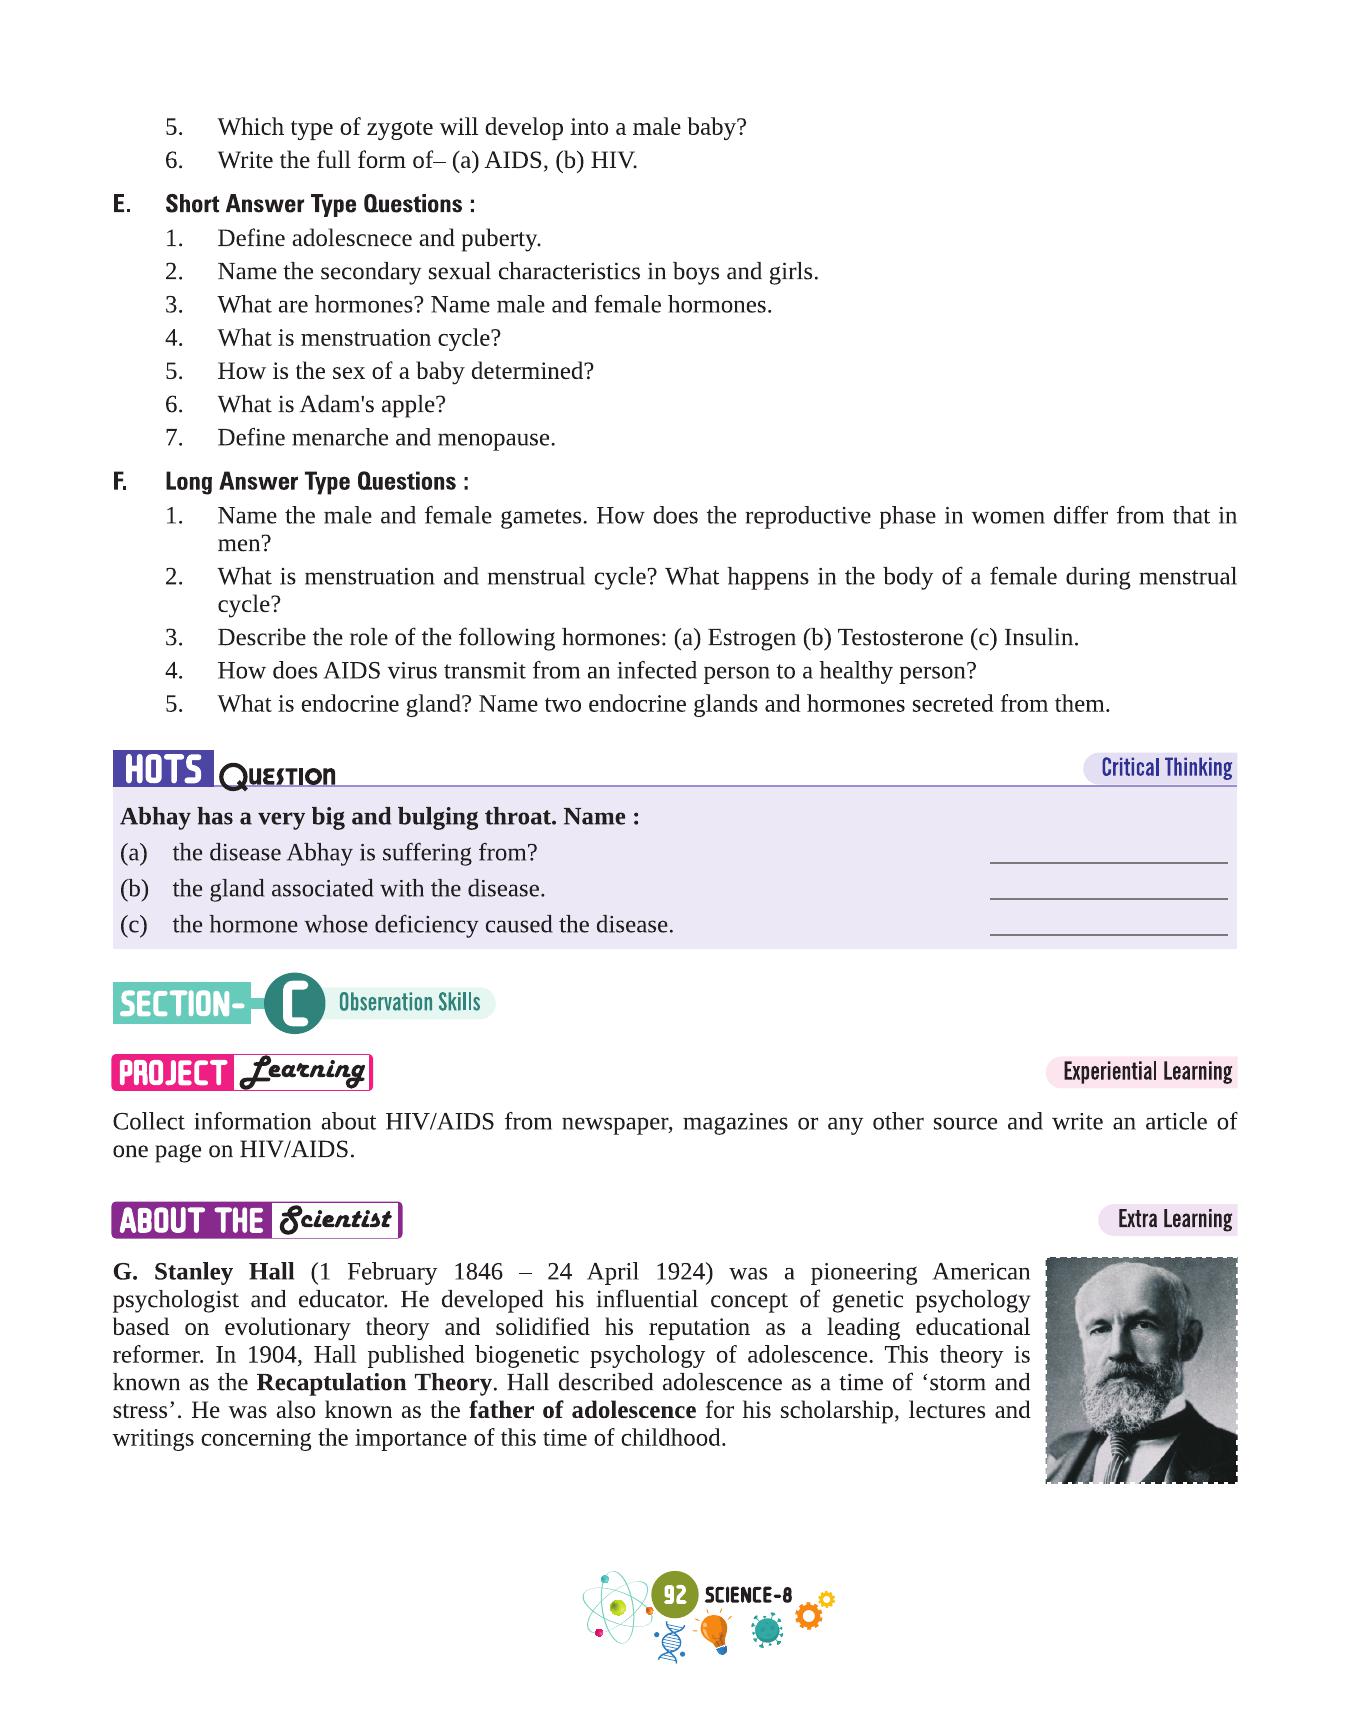 5. Which type of zygote will develop into a male baby?
6. Write the full form of– (a) AIDS, (b) HIV.
E. Short Answer Type Questions :
1. Define adolescnece and puberty.
2. Name the secondary sexual characteristics in boys and girls.
3. What are hormones? Name male and female hormones.
4. What is menstruation cycle?
5. How is the sex of a baby determined?
6. What is Adam's apple?
7. Define menarche and menopause.
F. Long Answer Type Questions :
1. Name the male and female gametes. How does the reproductive phase in women differ from that in
men?
2. What is menstruation and menstrual cycle? What happens in the body of a female during menstrual
cycle?
3. Describe the role of the following hormones: (a) Estrogen (b) Testosterone (c) Insulin.
4. How does AIDS virus transmit from an infected person to a healthy person?
5. What is endocrine gland? Name two endocrine glands and hormones secreted from them.
HOTS Question Critical Thinking
Abhay has a very big and bulging throat. Name :
(a) the disease Abhay is suffering from?
(b) the gland associated with the disease.
(c) the hormone whose deficiency caused the disease.
SECTION- C Observation Skills
PROJECT Learning Experiential Learning
Collect information about HIV/AIDS from newspaper, magazines or any other source and write an article of
one page on HIV/AIDS.
ABOUT THE Scientist Extra Learning
G. Stanley Hall (1 February 1846 – 24 April 1924) was a pioneering American
psychologist and educator. He developed his influential concept of genetic psychology
based on evolutionary theory and solidified his reputation as a leading educational
reformer. In 1904, Hall published biogenetic psychology of adolescence. This theory is
known as the Recaptulation Theory. Hall described adolescence as a time of ‘storm and
stress’. He was also known as the father of adolescence for his scholarship, lectures and
writings concerning the importance of this time of childhood.
92 SCIENCE-8